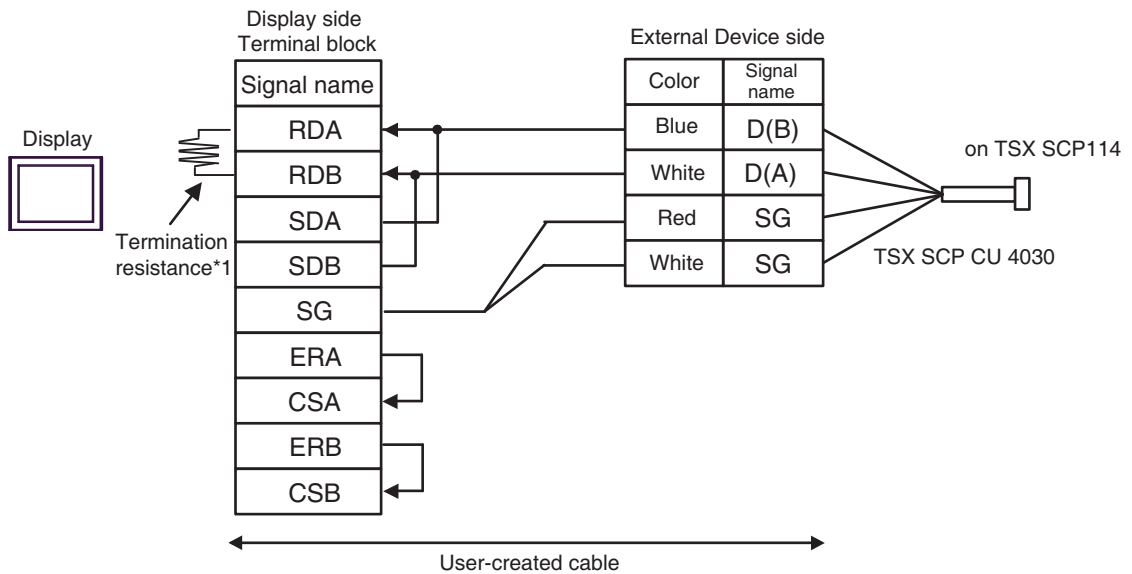 Display side
Terminal block
Signal name
RDA
RDB
SDA
SDB
SG
ERA
CSA
ERB
CSB
Display
Termination
resistance*1
External Device side
Color
Signal
name
Blue
D(B)
White
D(A)
Red
SG
White
SG
on TSX SCP114
TSX SCP CU 4030
User-created cable